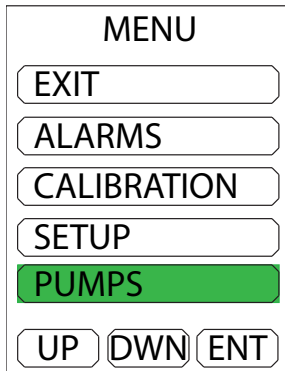 MENU
EXIT
ALARMS
CALIBRATION
SETUP
PUMPS
UP DWN ENT